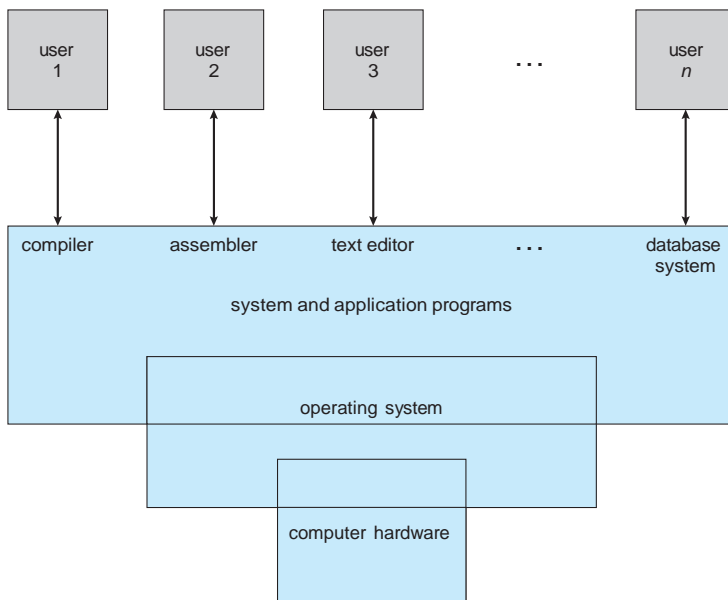 user
1
user
2
user
3
...
user
n
compiler
assembler
text editor
...
database
system
system and application programs
operating system
computer hardware